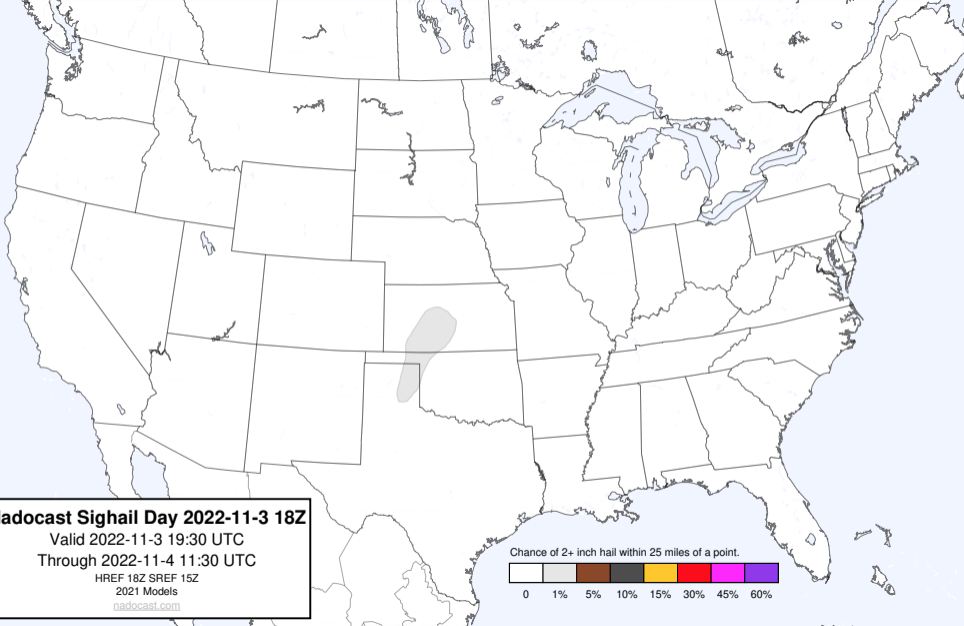 adocast Sighail Day 2022-11-3 18Z
Valid 2022-11-3 19:30 UTC
Through 2022-11-4 11:30 UTC
HREF 18Z SREF 15Z
2021 Models
nadocast.com
Chance of 2+ inch hail within 25 miles of a point.
0 1% 5% 10% 15% 30% 45% 60%